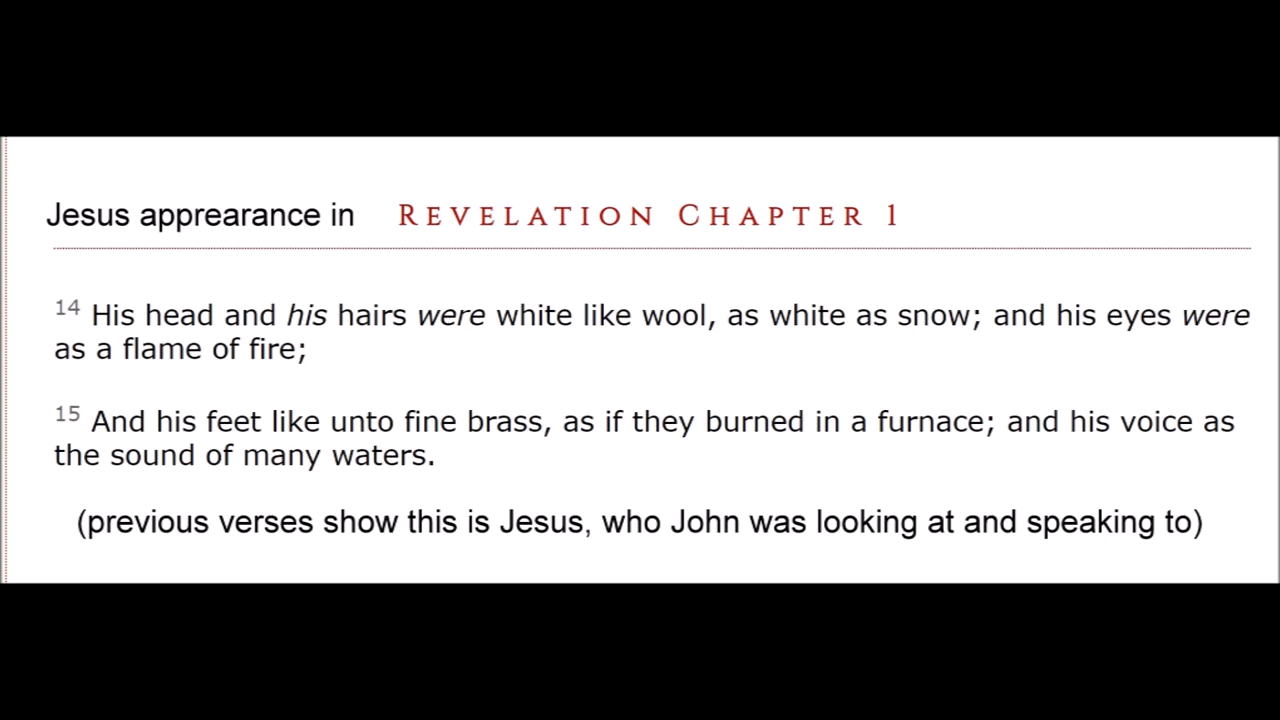 Jesus apprearance in REVELATION CHAPTER 1
14 His head and his hairs were white like wool, as white as snow; and his eyes were
as a flame of fire;
15 And his feet like unto fine brass, as if they burned in a furnace; and his voice as
the sound of many waters.
(previous verses show this is Jesus, who John was looking at and speaking to)